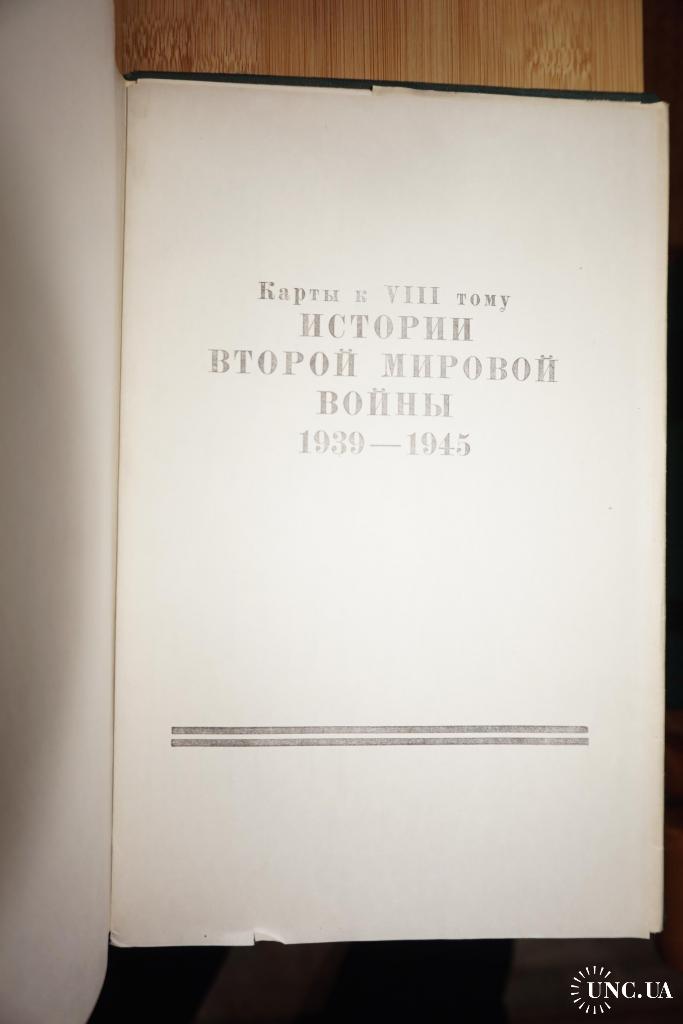 Карты к VIII тому
ИСТОРИИ
ВТОРОЙ МИРОВОЙ
ВОЙНЫ
1939—1945
UNC.UA